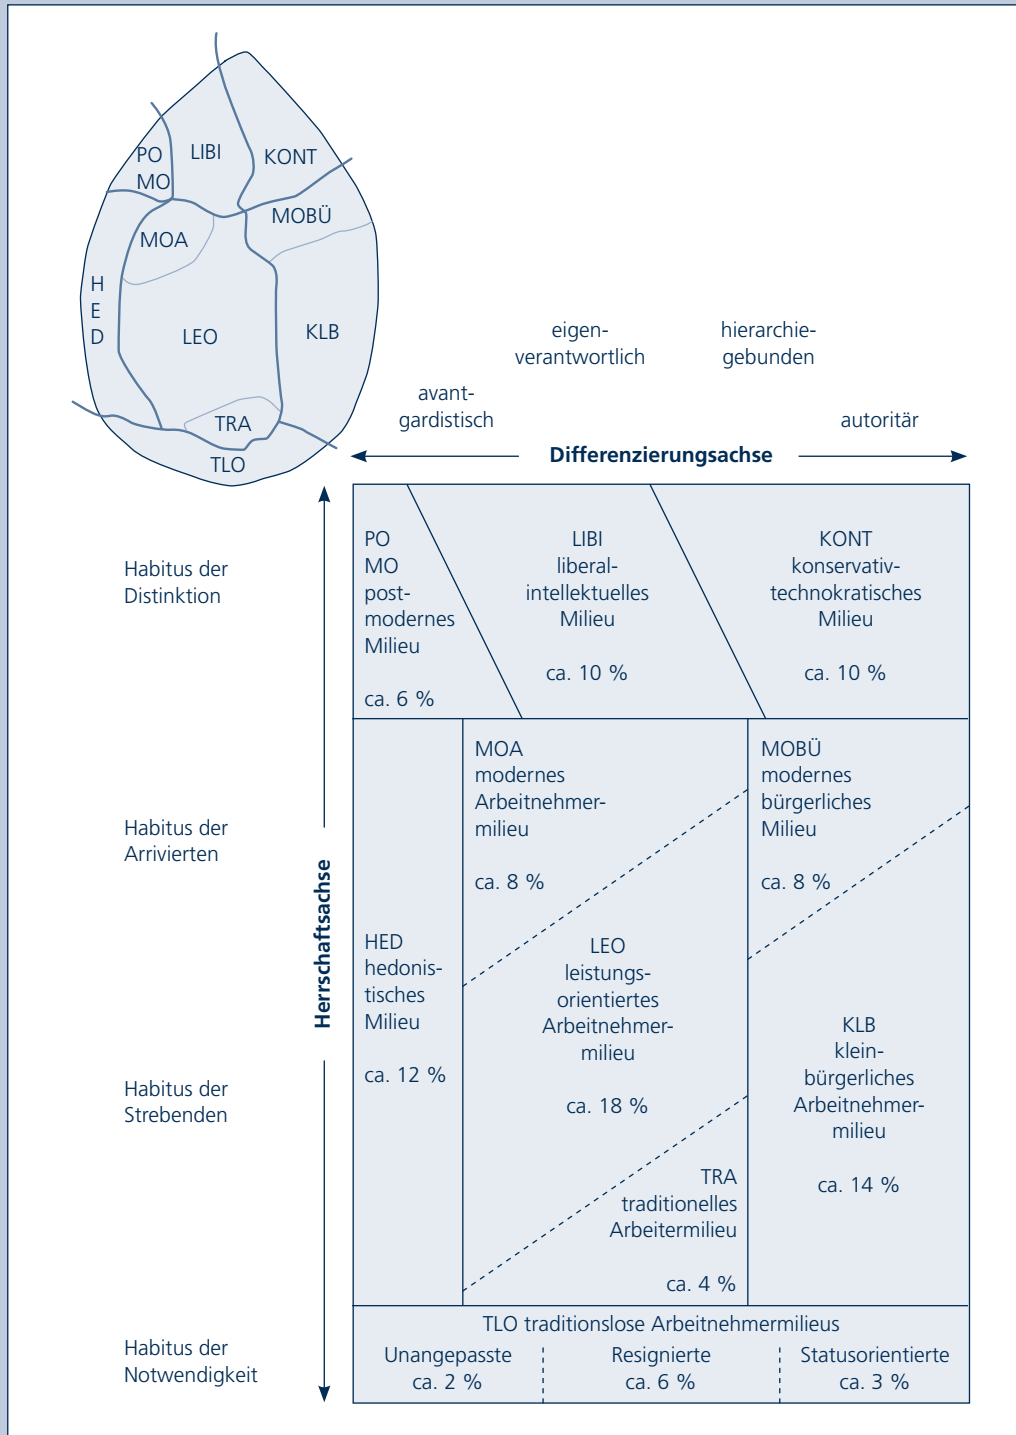 PO
MO
LIBI
KONT
MOBÜ
MOA
H
E
D
LEO
KLB
TRA
TLO
avant-
gardistisch
eigen-
verantwortlich
hierarchie-
gebunden
autoritär
Differenzierungsachse
Herrschaftsachse
Habitus der
Distinktion
Habitus der
Arrivierten
Habitus der
Strebenden
Habitus der
Notwendigkeit
PO
MO
post-
modernes
Milieu
ca. 6 %
LIBI
liberal-
intellektuelles
Milieu
ca. 10 %
KONT
konservativ-
technokratisches
Milieu
ca. 10 %
HED
hedonis-
tisches
Milieu
ca. 12 %
MOA
modernes
Arbeitnehmer-
milieu
ca. 8 %
LEO
leistungs-
orientiertes
Arbeitnehmer-
milieu
ca. 18 %
TRA
traditionelles
Arbeitermilieu
ca. 4 %
MOBÜ
modernes
bürgerliches
Milieu
ca. 8 %
KLB
klein-
bürgerliches
Arbeitnehmer-
milieu
ca. 14 %
TLO traditionslose Arbeitnehmermilieus
Unangepasste
ca. 2 %
Resignierte
ca. 6 %
Statusorientierte
ca. 3 %